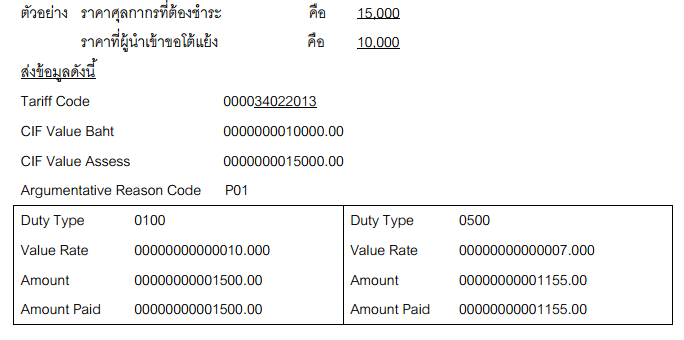 ตัวอย่าง ราคาศุลกากรที่ต้องชำระ คือ 15,000
ราคาที่ผู้นำเข้าขอโต้แย้ง คือ 10,000
ส่งข้อมูลดังนี้
Tariff Code 000034022013
CIF Value Baht 0000000010000.00
CIF Value Assess 0000000015000.00
Argumentative Reason Code P01
Duty Type 0100 Duty Type 0500
Value Rate 00000000000010.000 Value Rate 00000000000007.000
Amount 00000000001500.00 Amount 00000000001155.00
Amount Paid 00000000001500.00 Amount Paid 00000000001155.00